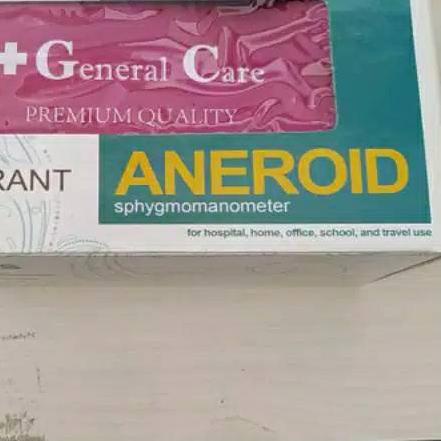 +General Care
PREMIUM QUALITY
RANT
ANEROID
sphygmomanometer
for hospital, home, office, school, and travel use